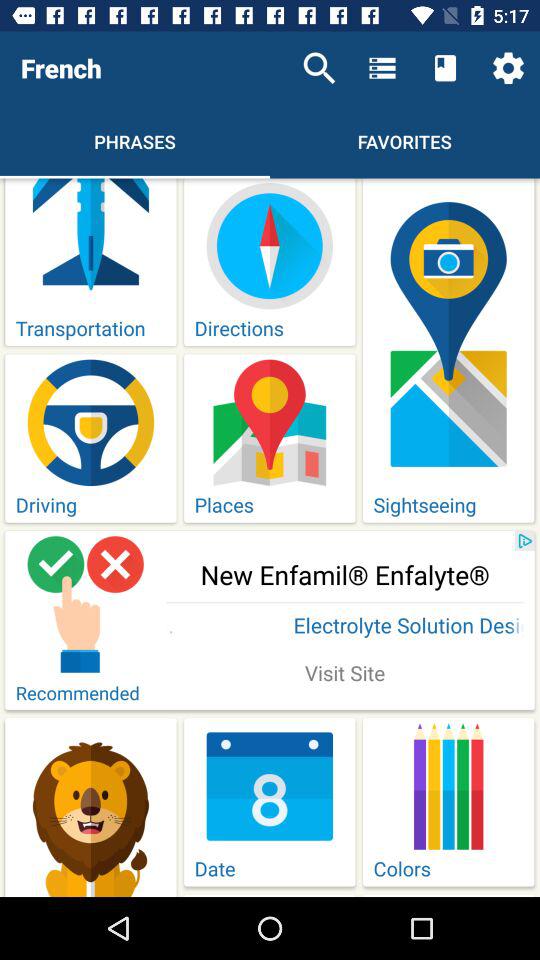 5:17
French
PHRASES FAVORITES
Transportation
Directions
Driving
Places
Sightseeing
New Enfamil® Enfalyte®
Electrolyte Solution Desi
Visit Site
Recommended
8
Date
Colors